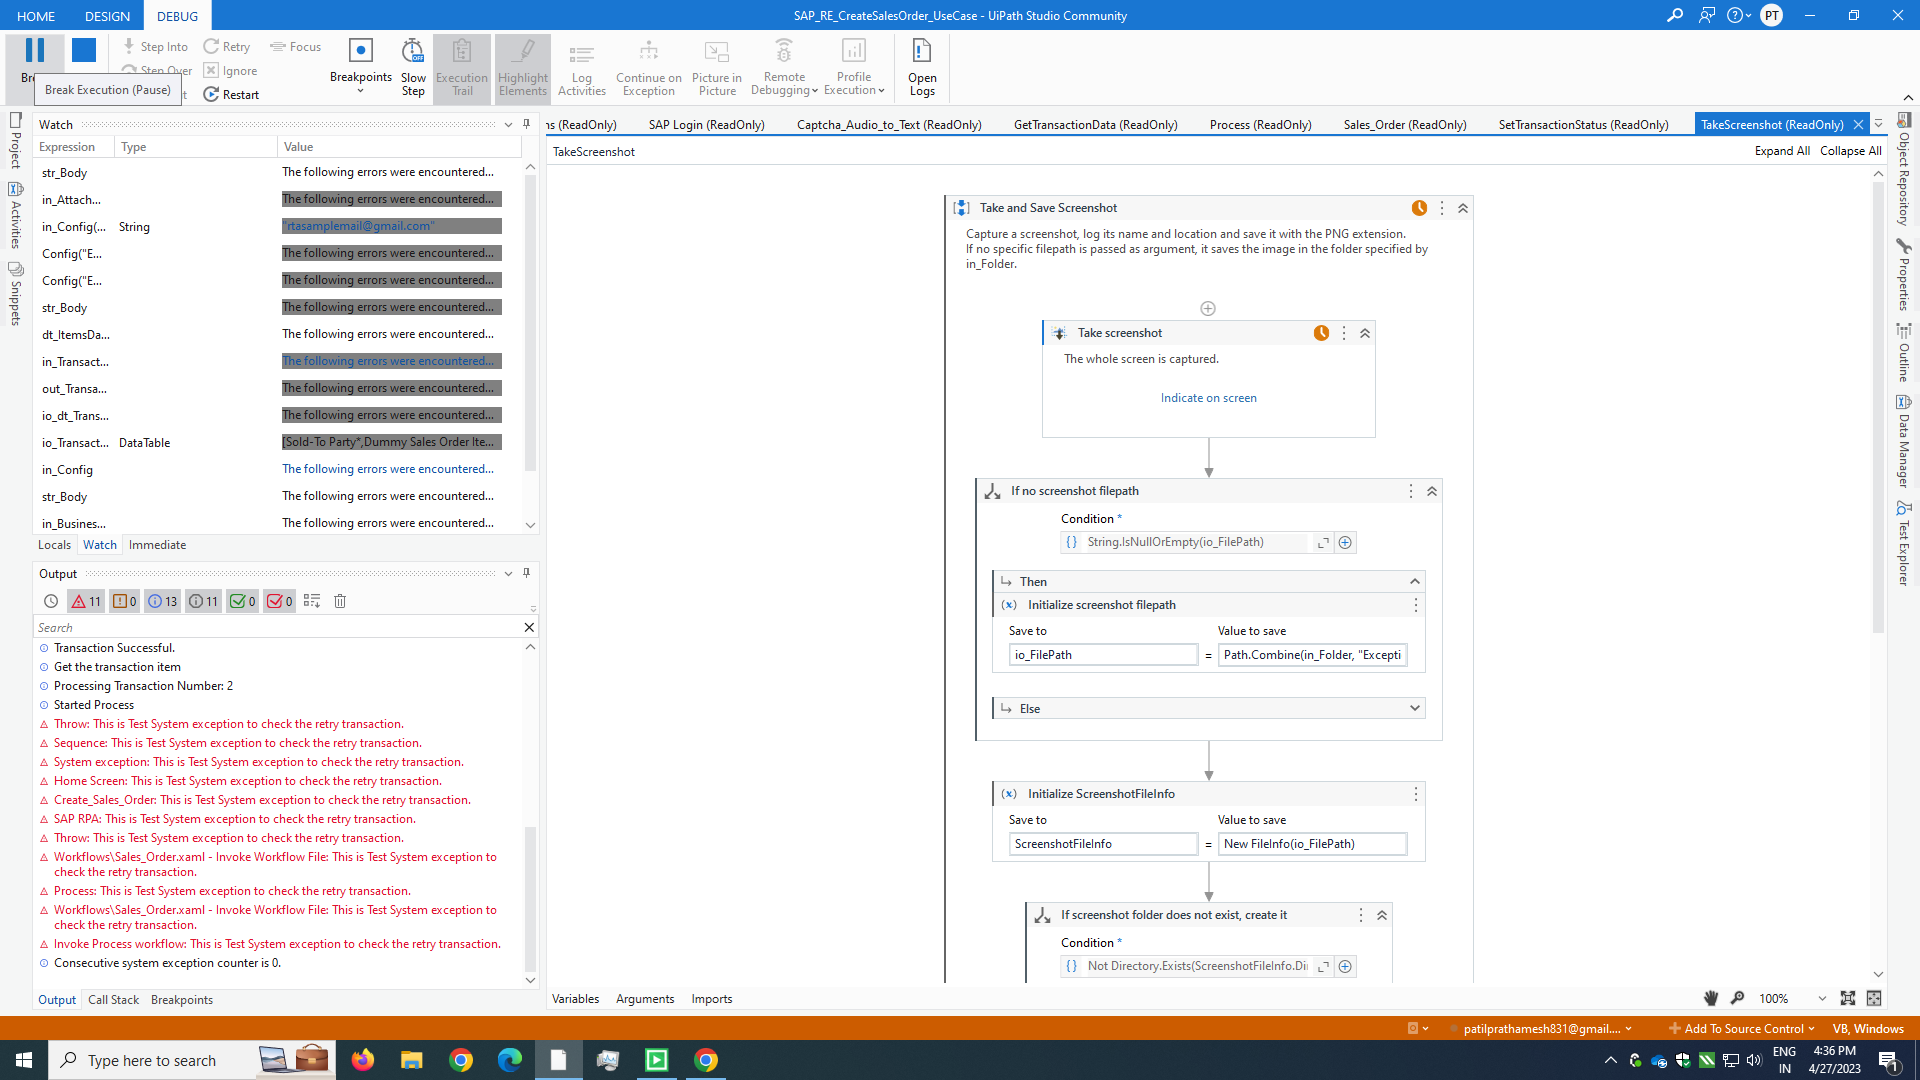 HOME DESIGN DEBUG
SAP_RE_CreateSalesOrder_UseCase - UiPath Studio Community
PT
Step Into
Retry
Focus
Step Over
Ignore
Restart
Break Execution (Pause)
Breakpoints
Slow Step
Execution Trail
Highlight Elements
Log Activities
Continue on Exception
Picture in Picture
Remote Debugging
Profile Execution
Open Logs
Project
Activities
Snippets
Watch
Expression Type Value
str_Body The following errors were encountered...
in_Attach... The following errors were encountered...
in_Config(... String "rtasamplemail@gmail.com"
Config("E... The following errors were encountered...
Config("E... The following errors were encountered...
str_Body The following errors were encountered...
dt_ItemsDa... The following errors were encountered...
in_Transact... The following errors were encountered...
out_Transa... The following errors were encountered...
io_dt_Trans... The following errors were encountered...
io_Transact... DataTable [Sold-To Party*,Dummy Sales Order Ite...
in_Config The following errors were encountered...
str_Body The following errors were encountered...
in_Busines... The following errors were encountered...
Locals Watch Immediate
Output
11 0 13 11 0 0
Search
Transaction Successful.
Get the transaction item
Processing Transaction Number: 2
Started Process
Throw: This is Test System exception to check the retry transaction.
Sequence: This is Test System exception to check the retry transaction.
System exception: This is Test System exception to check the retry transaction.
Home Screen: This is Test System exception to check the retry transaction.
Create_Sales_Order: This is Test System exception to check the retry transaction.
SAP RPA: This is Test System exception to check the retry transaction.
Throw: This is Test System exception to check the retry transaction.
Workflows\Sales_Order.xaml - Invoke Workflow File: This is Test System exception to
check the retry transaction.
Process: This is Test System exception to check the retry transaction.
Workflows\Sales_Order.xaml - Invoke Workflow File: This is Test System exception to
check the retry transaction.
Invoke Process workflow: This is Test System exception to check the retry transaction.
Consecutive system exception counter is 0.
Output Call Stack Breakpoints
ns (ReadOnly) SAP Login (ReadOnly) Captcha_Audio_to_Text (ReadOnly) GetTransactionData (ReadOnly) Process (ReadOnly) Sales_Order (ReadOnly) SetTransactionStatus (ReadOnly) TakeScreenshot (ReadOnly)
TakeScreenshot
Expand All Collapse All
Take and Save Screenshot
Capture a screenshot, log its name and location and save it with the PNG extension.
If no specific filepath is passed as argument, it saves the image in the folder specified by
in_Folder.
Take screenshot
The whole screen is captured.
Indicate on screen
If no screenshot filepath
Condition *
String.IsNullOrEmpty(io_FilePath)
Then
Initialize screenshot filepath
Save to Value to save
io_FilePath = Path.Combine(in_Folder, "Excepti
Else
Initialize ScreenshotFileInfo
Save to Value to save
ScreenshotFileInfo = New FileInfo(io_FilePath)
If screenshot folder does not exist, create it
Condition *
Not Directory.Exists(ScreenshotFileInfo.Dir
Variables Arguments Imports
100%
Object Repository
Properties
Outline
Data Manager
Test Explorer
patilprathamesh831@gmail.... Add To Source Control VB, Windows
Type here to search
ENG
IN
4:36 PM
4/27/2023
1